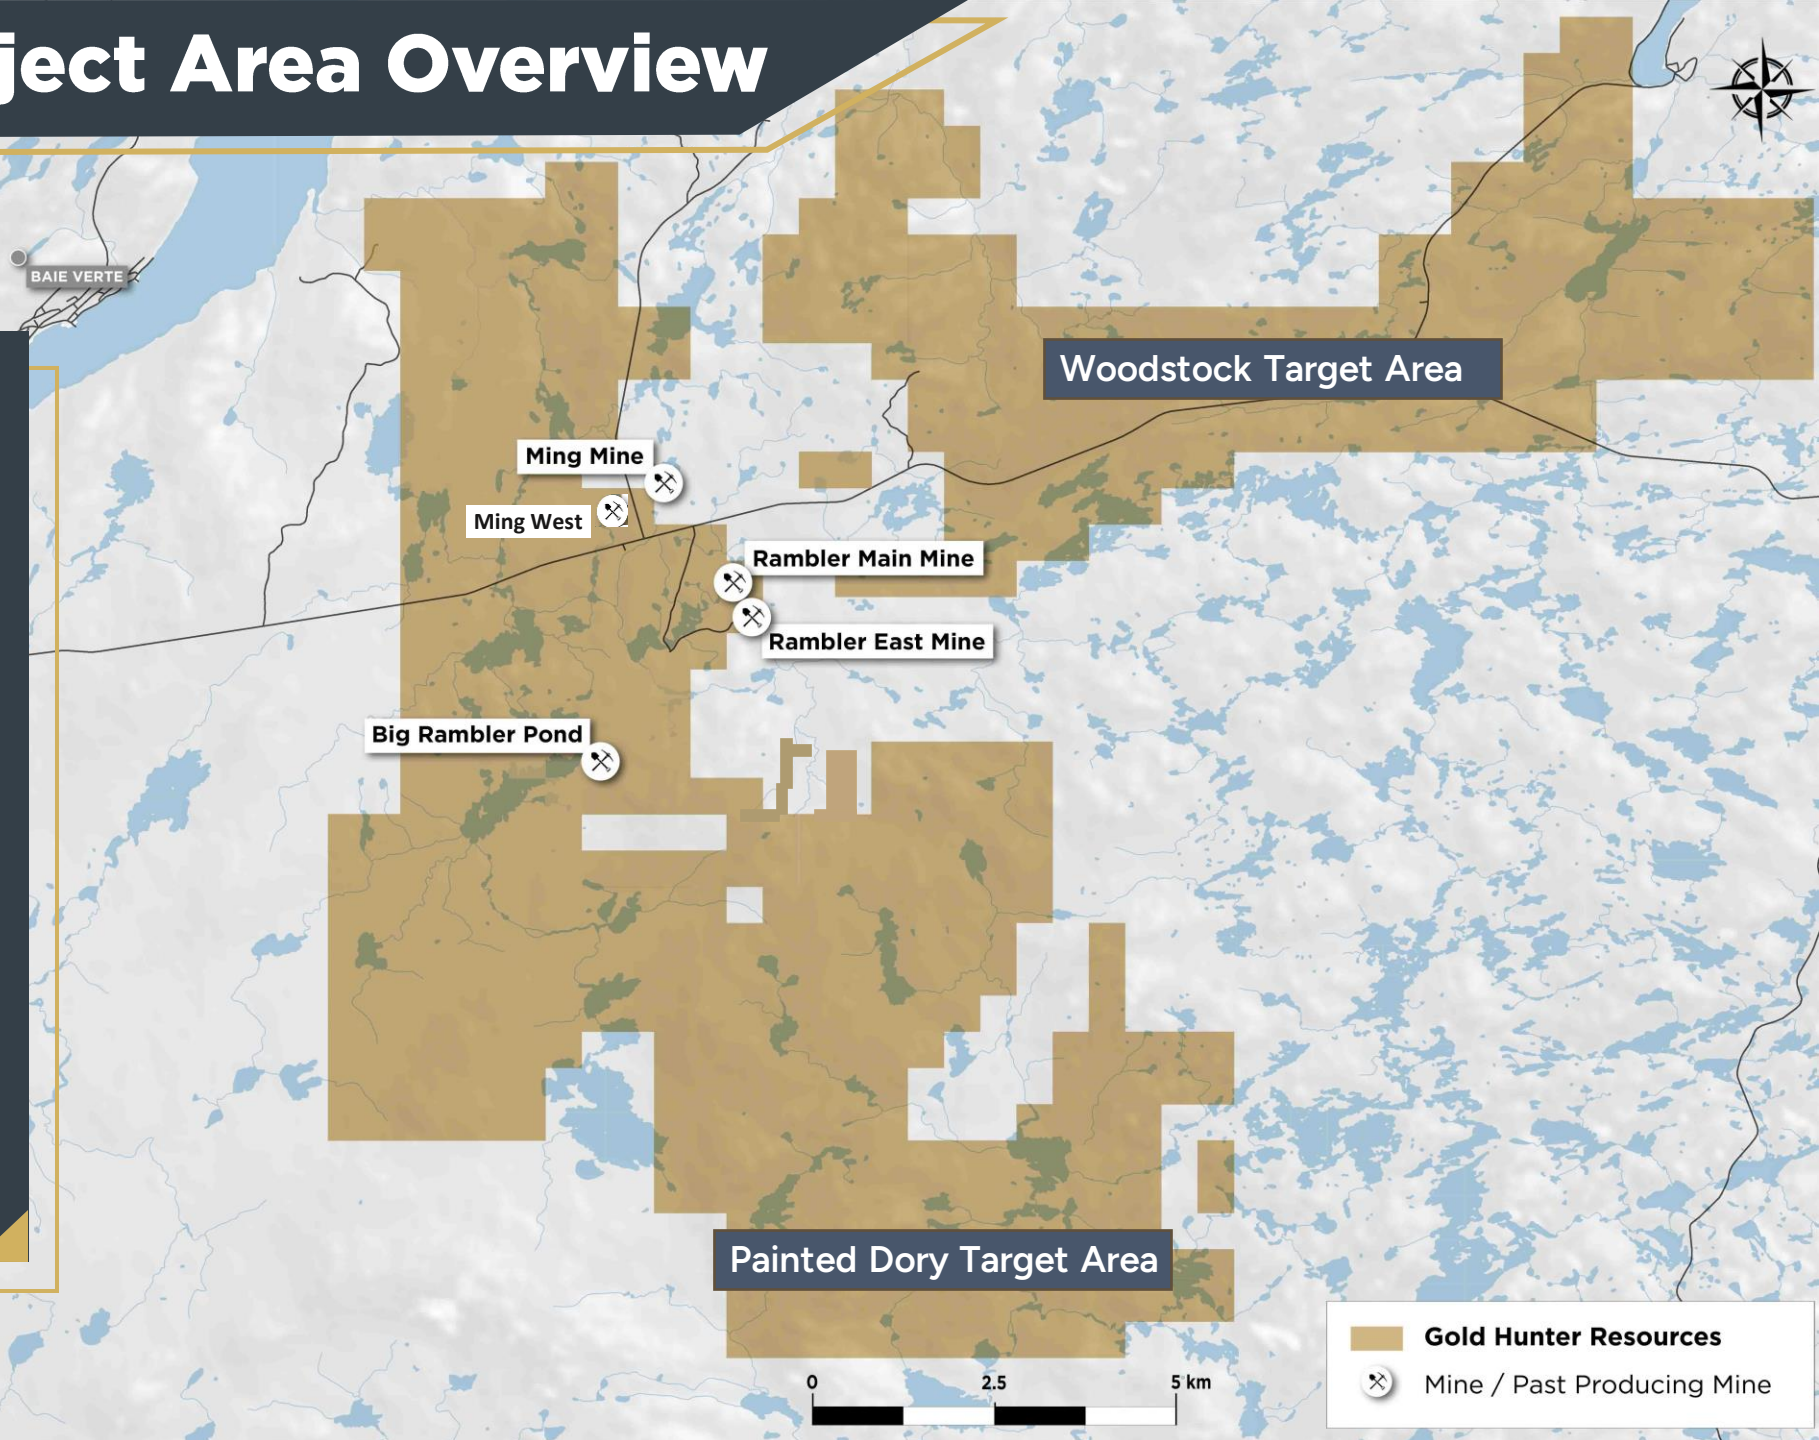 ject Area Overview
BAIE VERTE
Woodstock Target Area
Ming Mine
Ming West
Rambler Main Mine
Rambler East Mine
Big Rambler Pond
Painted Dory Target Area
0 2.5 5 km
Gold Hunter Resources
Mine / Past Producing Mine